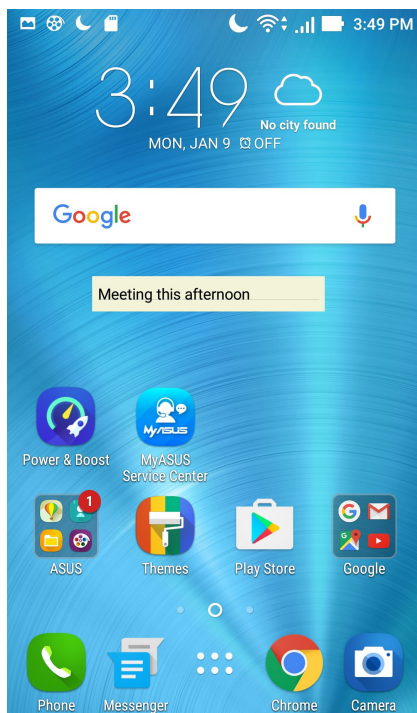 3:49 PM
3:49
No city found
MON, JAN 9 OFF
Google
Meeting this afternoon
MyASUS
Power & Boost
MyASUS
Service Center
1
G
ASUS
Themes
Play Store
Google
Phone
Messenger
Chrome
Camera